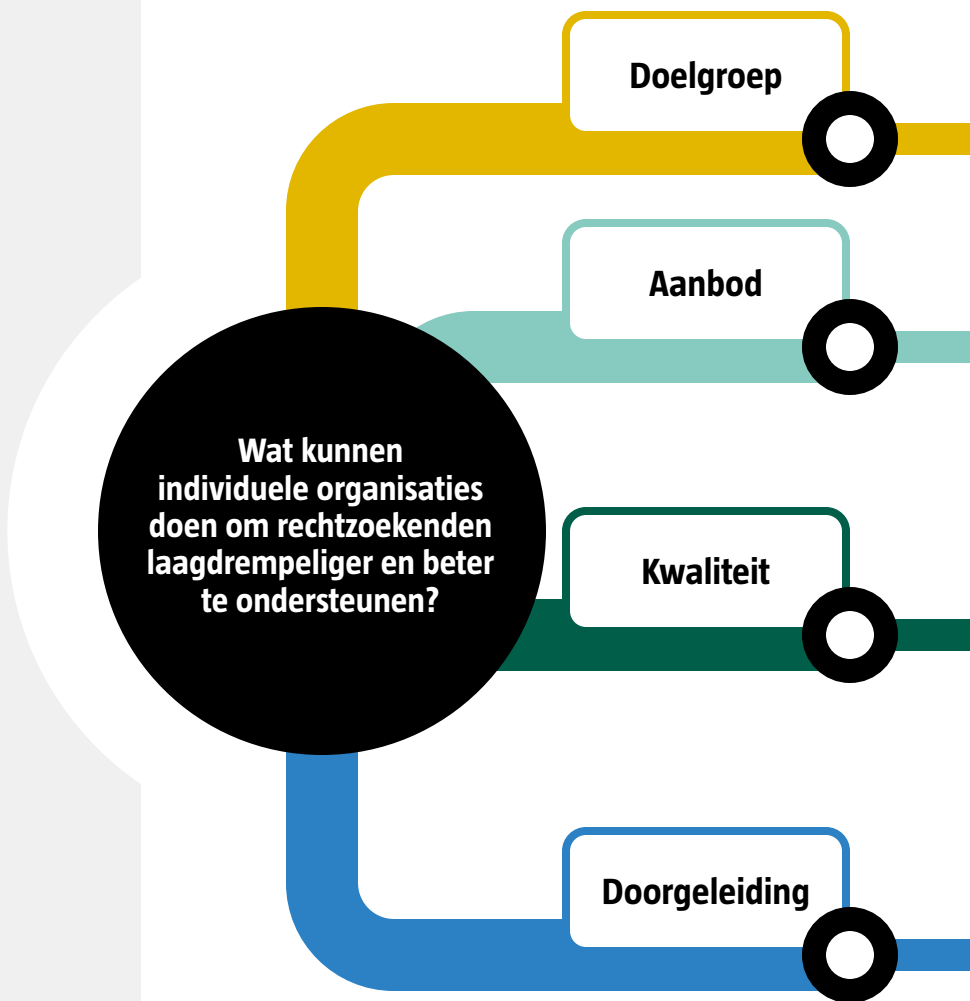 Doelgroep
Aanbod
Wat kunnen
individuele organisaties
doen om rechtzoekenden
laagdrempeliger en beter
te ondersteunen?
Kwaliteit
Doorgeleiding